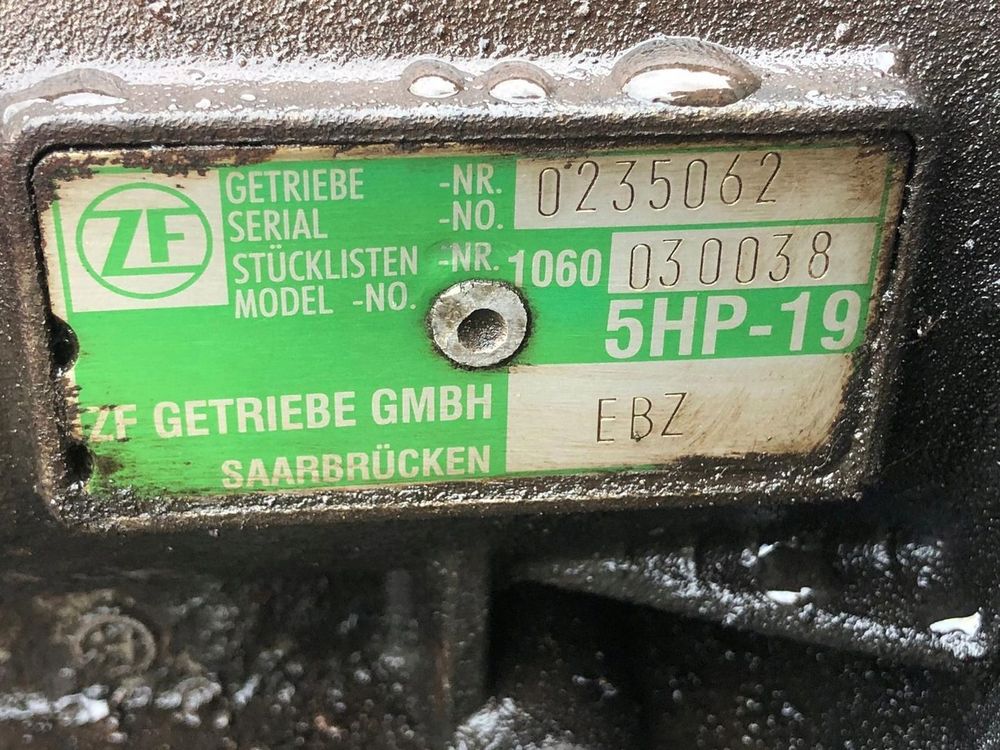 ZF
GETRIEBE -NR. 0235062
SERIAL -NO.
STÜCKLISTEN -NR. 1060 030038
MODEL -NO.
5HP-19
ZF GETRIEBE GMBH
EBZ
SAARBRÜCKEN